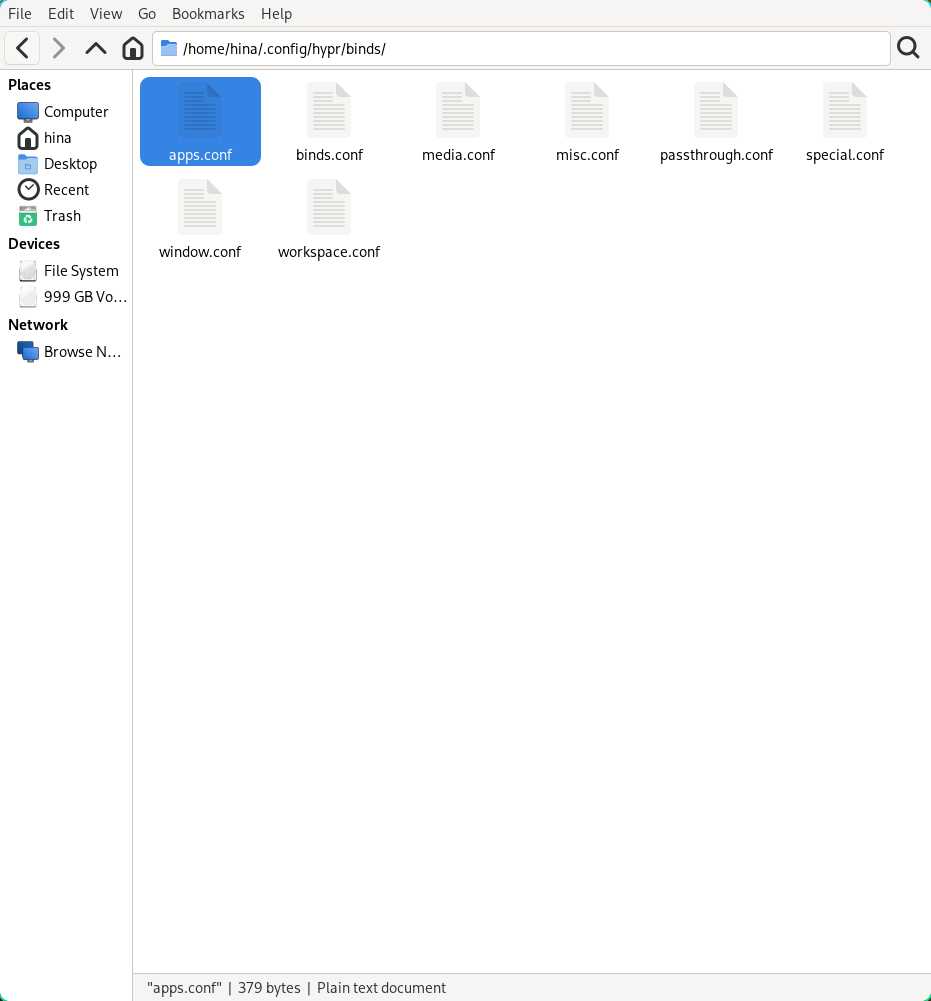 File Edit View Go Bookmarks Help
/home/hina/.config/hypr/binds/
Places
Computer
hina
Desktop
Recent
Trash
Devices
File System
999 GB Vo...
Network
Browse N...
apps.conf binds.conf media.conf misc.conf passthrough.conf special.conf
window.conf workspace.conf
"apps.conf" | 379 bytes | Plain text document